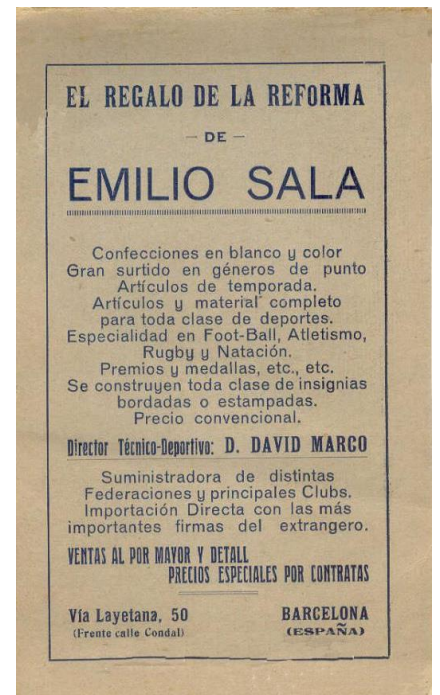 EL REGALO DE LA REFORMA
— DE —
EMILIO SALA
Confecciones en blanco y color
Gran surtido en géneros de punto
Artículos de temporada.
Artículos y material completo
para toda clase de deportes.
Especialidad en Foot-Ball, Atletismo,
Rugby y Natación.
Premios y medallas, etc., etc.
Se construyen toda clase de insignias
bordadas o estampadas.
Precio convencional.
Director Técnico-Deportivo: D. DAVID MARCO
Suministradora de distintas
Federaciones y principales Clubs.
Importación Directa con las más
importantes firmas del extrangero.
VENTAS AL POR MAYOR Y DETALL
PRECIOS ESPECIALES POR CONTRATAS
Vía Layetana, 50 BARCELONA
(Frente calle Condal) (ESPAÑA)